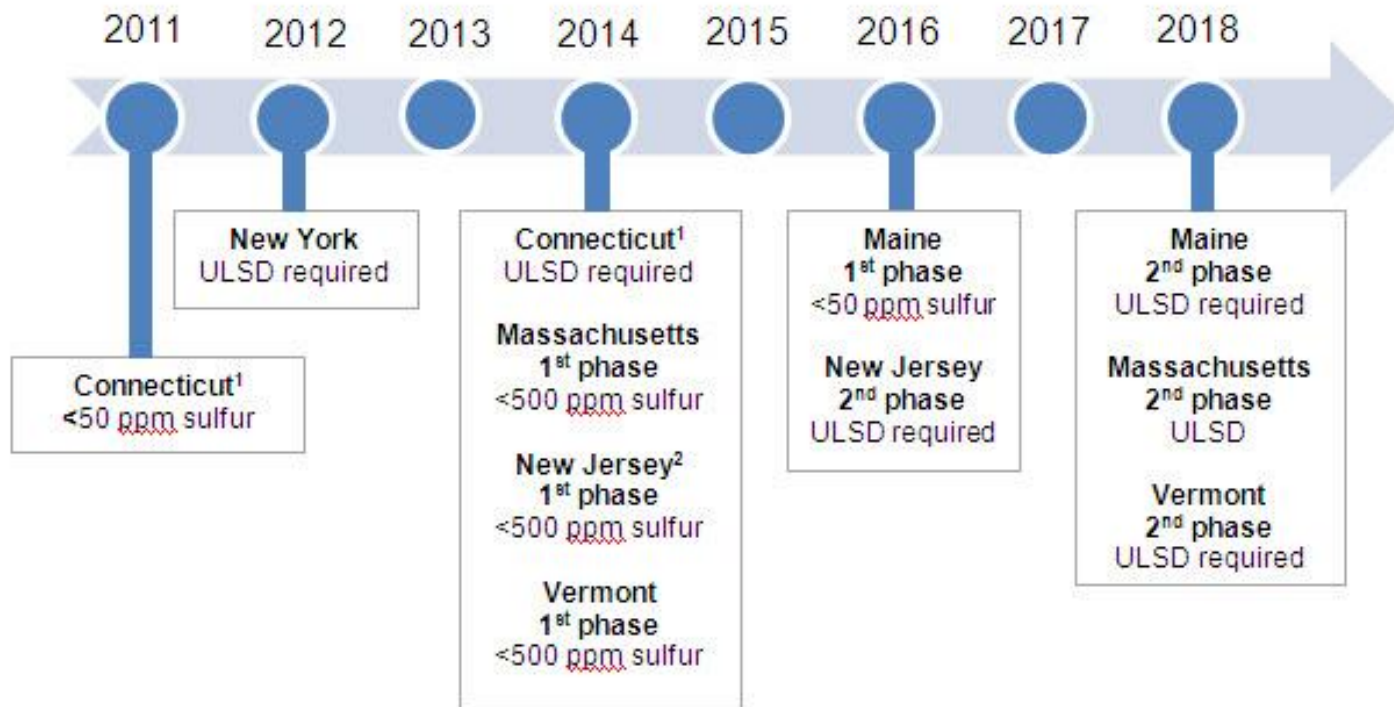 2011
2012
2013
2014
2015
2016
2017
2018
New York
ULSD required
Connecticut¹
<50 ppm sulfur
Connecticut¹
ULSD required
Massachusetts
1st phase
<500 ppm sulfur
New Jersey²
1st phase
<500 ppm sulfur
Vermont
1st phase
<500 ppm sulfur
Maine
1st phase
<50 ppm sulfur
New Jersey
2nd phase
ULSD required
Maine
2nd phase
ULSD required
Massachusetts
2nd phase
ULSD
Vermont
2nd phase
ULSD required